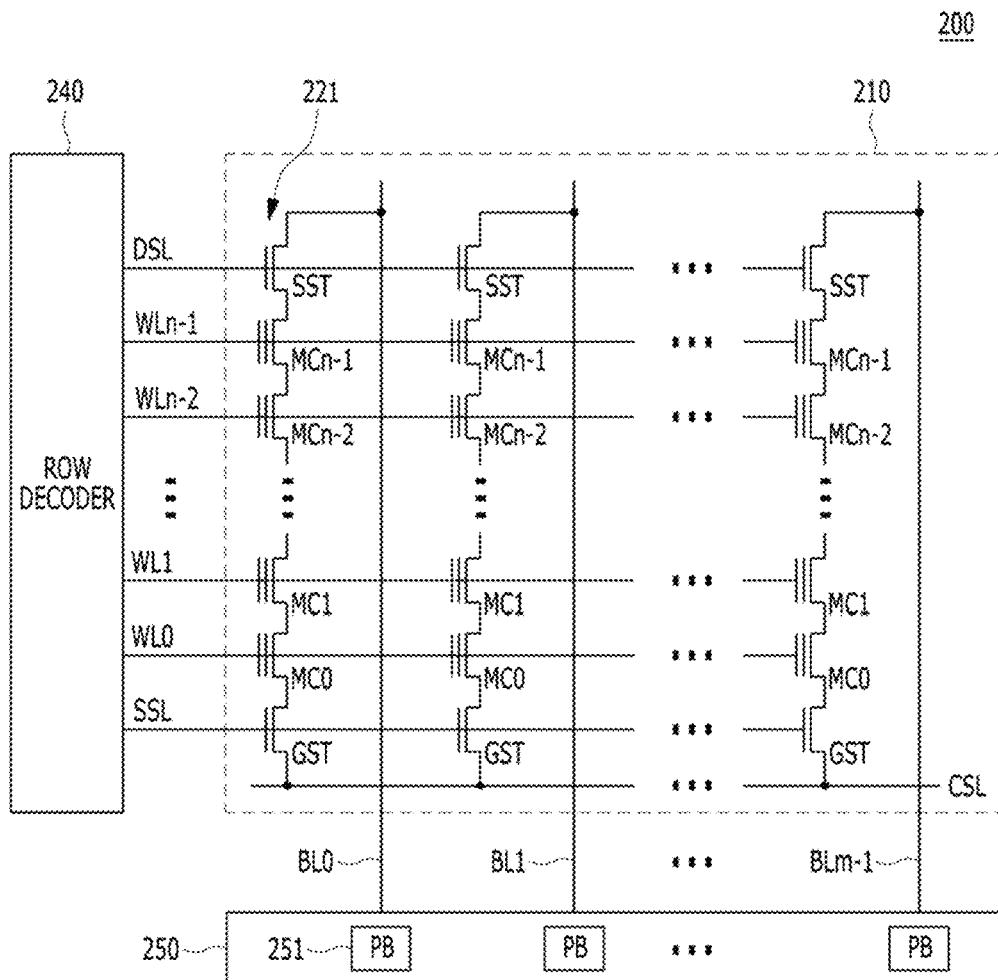 200
240
221
210
DSL
SST
SST
SST
WLn-1
MCn-1
MCn-1
MCn-1
WLn-2
MCn-2
MCn-2
MCn-2
ROW
DECODER
WL1
MC1
MC1
MC1
WL0
MC0
MC0
MC0
SSL
GST
GST
GST
CSL
BL0
BL1
BLm-1
250
251
PB
PB
PB